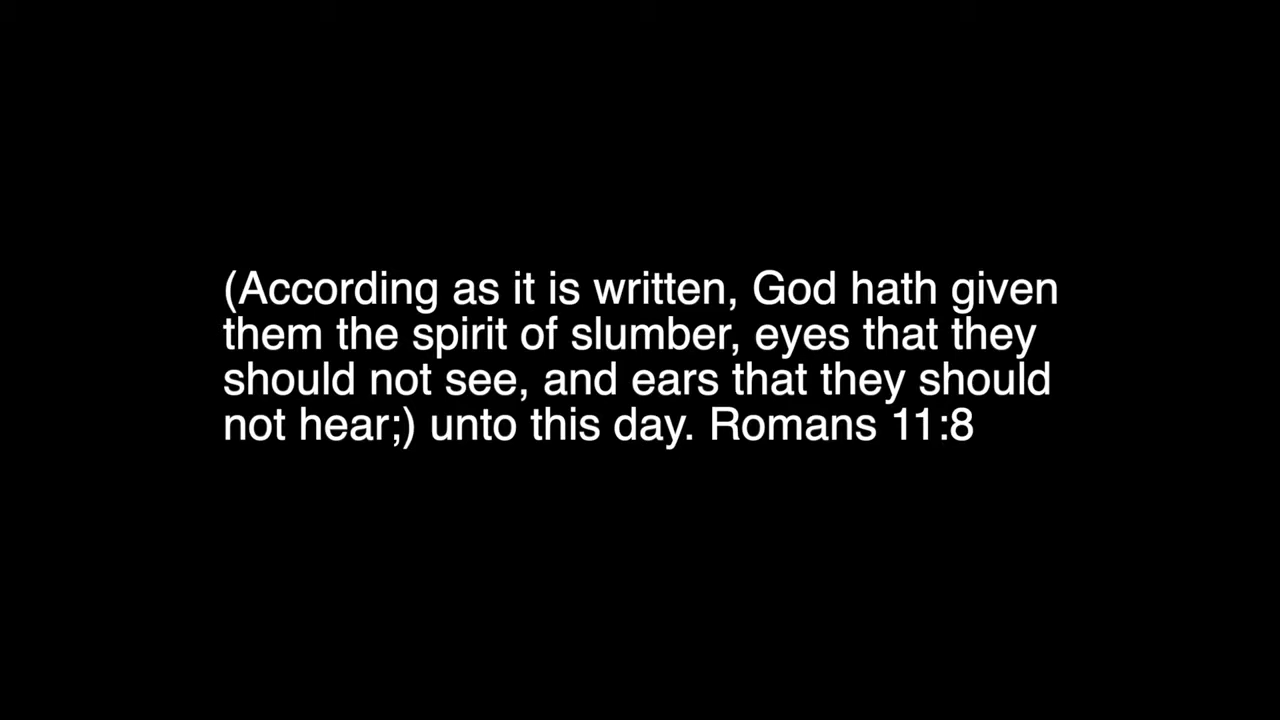 (According as it is written, God hath given
them the spirit of slumber, eyes that they
should not see, and ears that they should
not hear;) unto this day. Romans 11:8